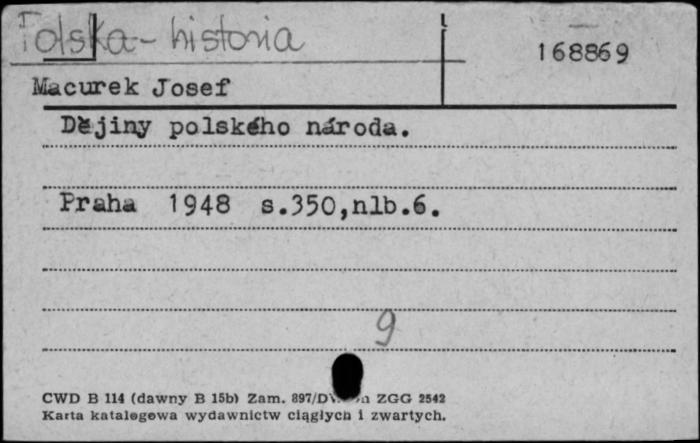 Polska - historia
168869
Macurek Josef
Dějiny polského národa.
Praha 1948 s.350,nlb.6.
9
CWD B 114 (dawny B 15b) Zam. 897/D ZGG 2542
Karta katalogowa wydawnictw ciągłych i zwartych.